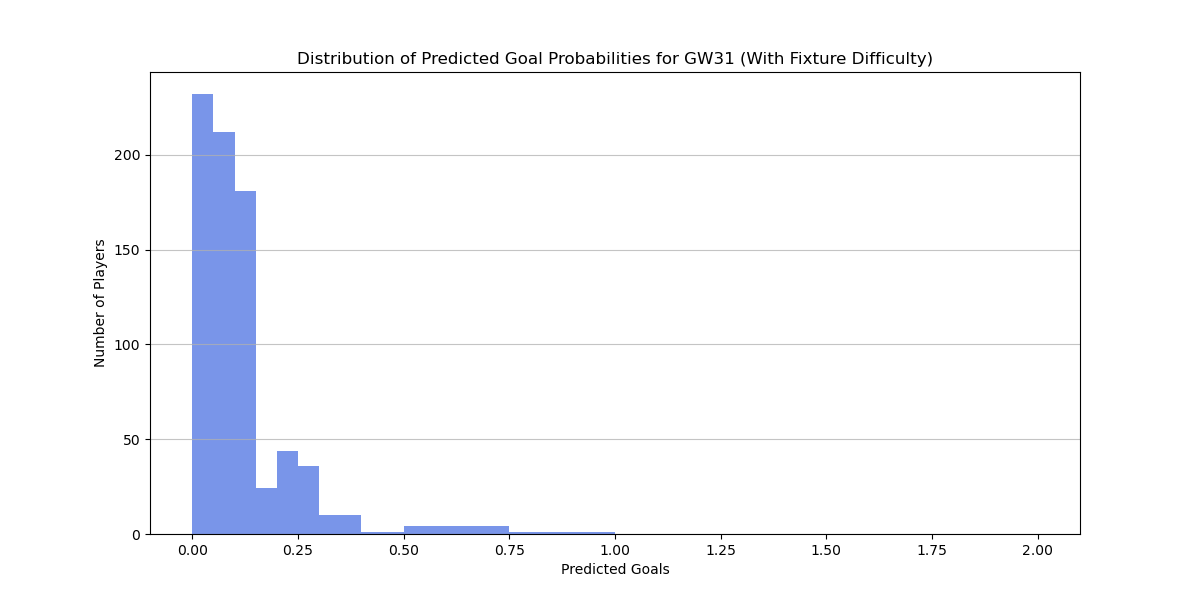 Distribution of Predicted Goal Probabilities for GW31 (With Fixture Difficulty)
Number of Players
200
150
100
50
0
0.00 0.25 0.50 0.75 1.00 1.25 1.50 1.75 2.00
Predicted Goals